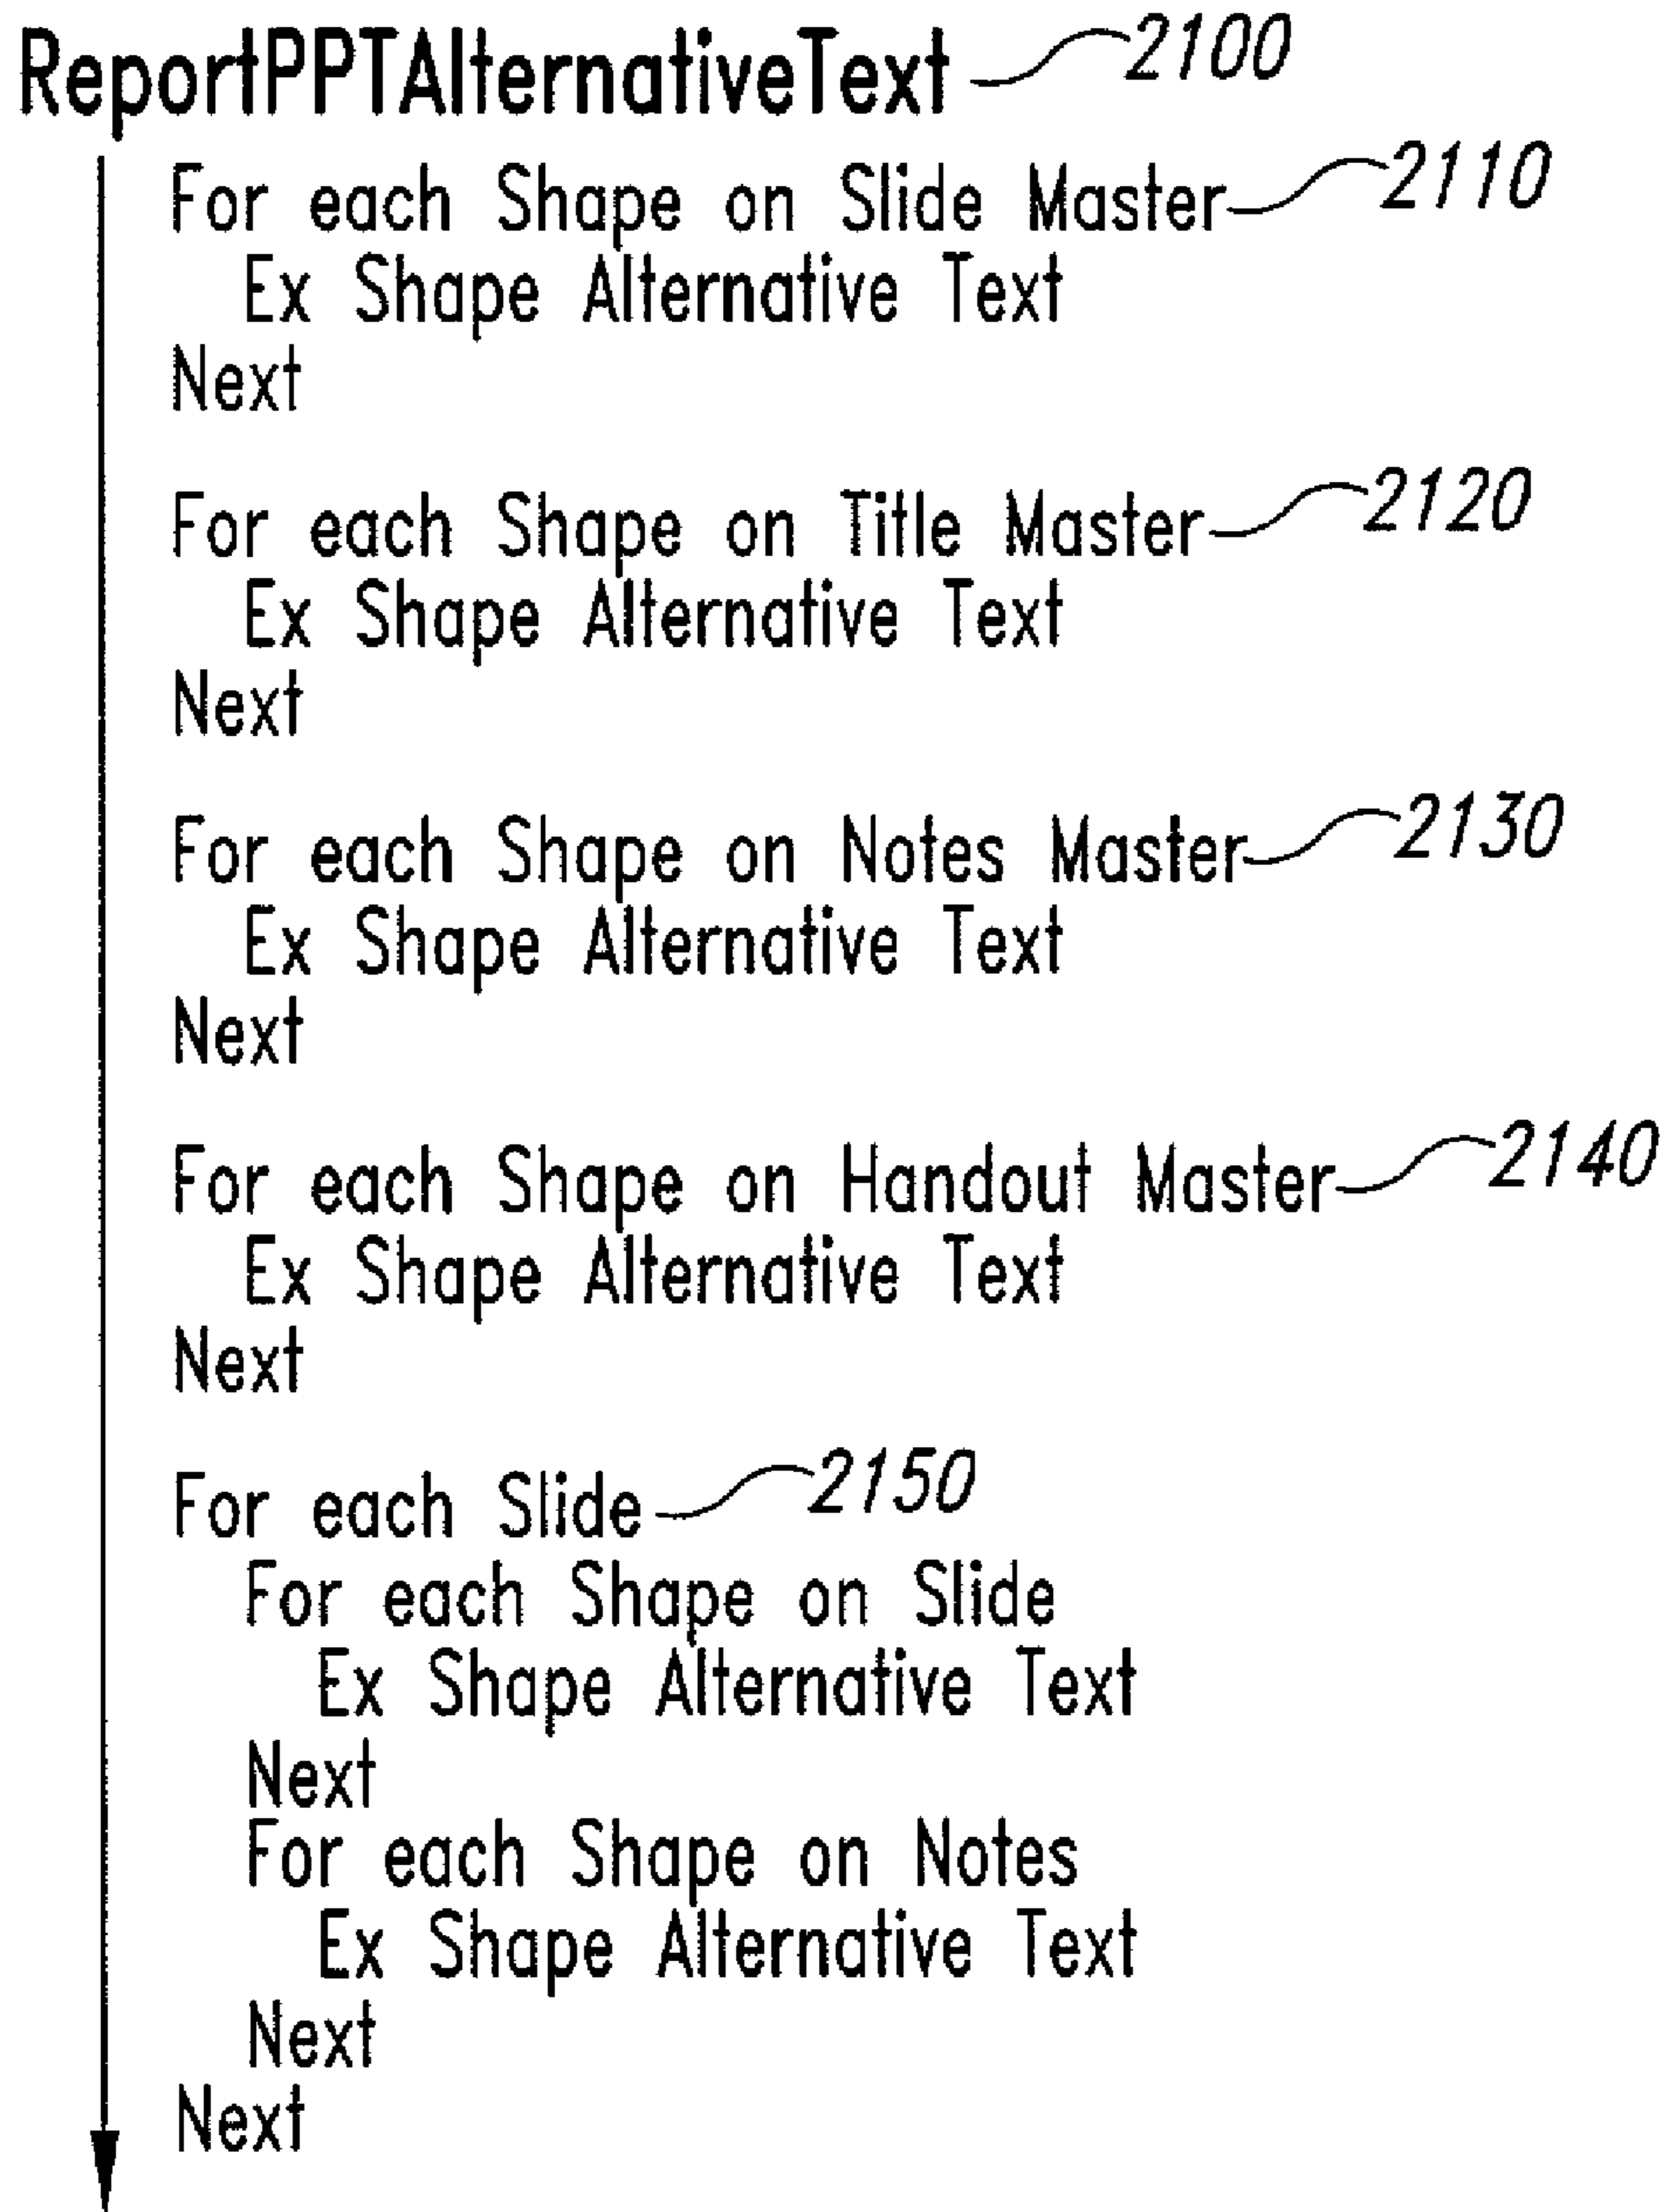 ReportPPTAlternativeText 2100
For each Shape on Slide Master 2110
Ex Shape Alternative Text
Next
For each Shape on Title Master 2120
Ex Shape Alternative Text
Next
For each Shape on Notes Master 2130
Ex Shape Alternative Text
Next
For each Shape on Handout Master 2140
Ex Shape Alternative Text
Next
For each Slide 2150
For each Shape on Slide
Ex Shape Alternative Text
Next
For each Shape on Notes
Ex Shape Alternative Text
Next
Next